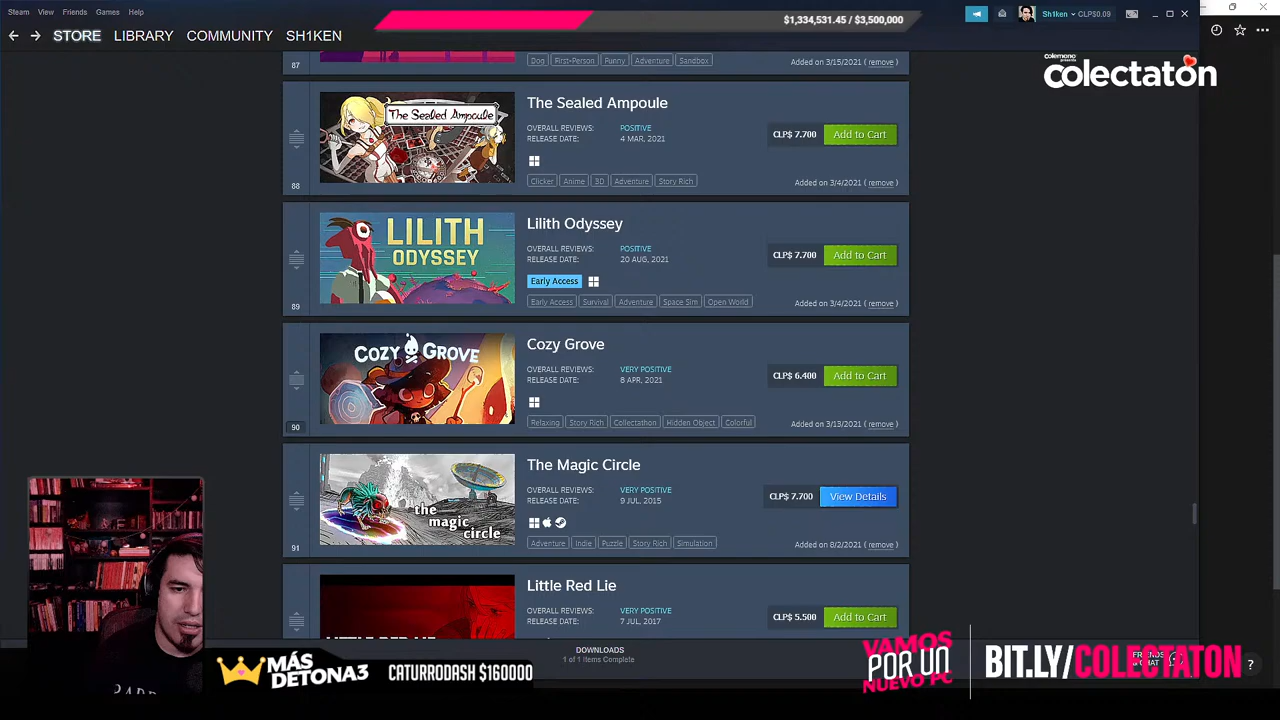 Steam View Friends Games Help
$1,334,531.45 / $3,500,000
Sh1ken CLP$0.09
STORE LIBRARY COMMUNITY SH1KEN
colectatón
87
Dog First-Person Funny Adventure Sandbox
Added on 3/15/2021 ( remove )
The Sealed Ampoule
The Sealed Ampoule
OVERALL REVIEWS: POSITIVE
RELEASE DATE: 4 MAR, 2021
CLP$ 7.700 Add to Cart
88
Clicker Anime 3D Adventure Story Rich
Added on 3/4/2021 ( remove )
LILITH
ODYSSEY
Lilith Odyssey
OVERALL REVIEWS: POSITIVE
RELEASE DATE: 20 AUG, 2021
CLP$ 7.700 Add to Cart
Early Access
89
Early Access Survival Adventure Space Sim Open World
Added on 3/4/2021 ( remove )
COZY GROVE
Cozy Grove
OVERALL REVIEWS: VERY POSITIVE
RELEASE DATE: 8 APR, 2021
CLP$ 6.400 Add to Cart
90
Relaxing Story Rich Collectathon Hidden Object Colorful
Added on 3/13/2021 ( remove )
the
magic
circle
The Magic Circle
OVERALL REVIEWS: VERY POSITIVE
RELEASE DATE: 9 JUL, 2015
CLP$ 7.700 View Details
91
Adventure Indie Puzzle Story Rich Simulation
Added on 8/2/2021 ( remove )
LITTLE RED LIE
Little Red Lie
OVERALL REVIEWS: VERY POSITIVE
RELEASE DATE: 7 JUL, 2017
CLP$ 5.500 Add to Cart
DOWNLOADS
1 of 1 Items Complete
FRIENDS
& CHAT
?
MÁS
DETONA3
CATURRODASH $160000
VAMOS
POR UN
NUEVO PC
BIT.LY/COLECTATON